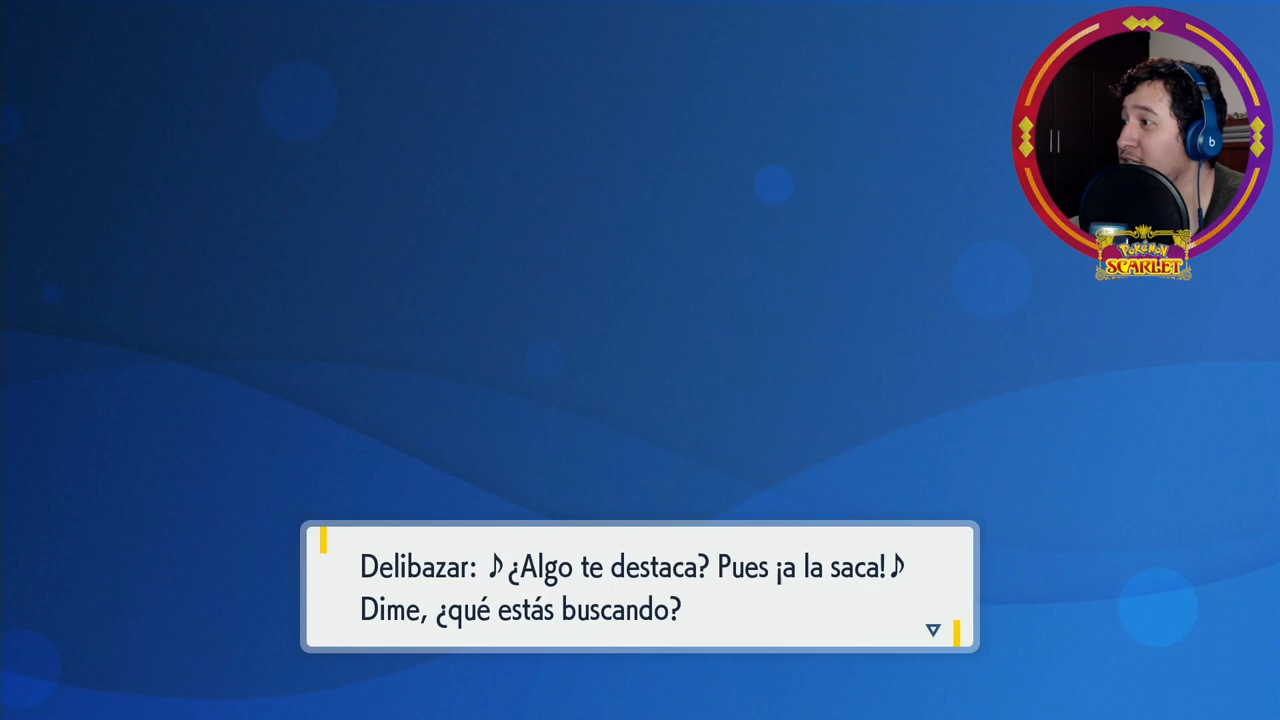 POKÉMON
SCARLET
Delibazar: ♪¿Algo te destaca? Pues ¡a la saca!♪
Dime, ¿qué estás buscando?